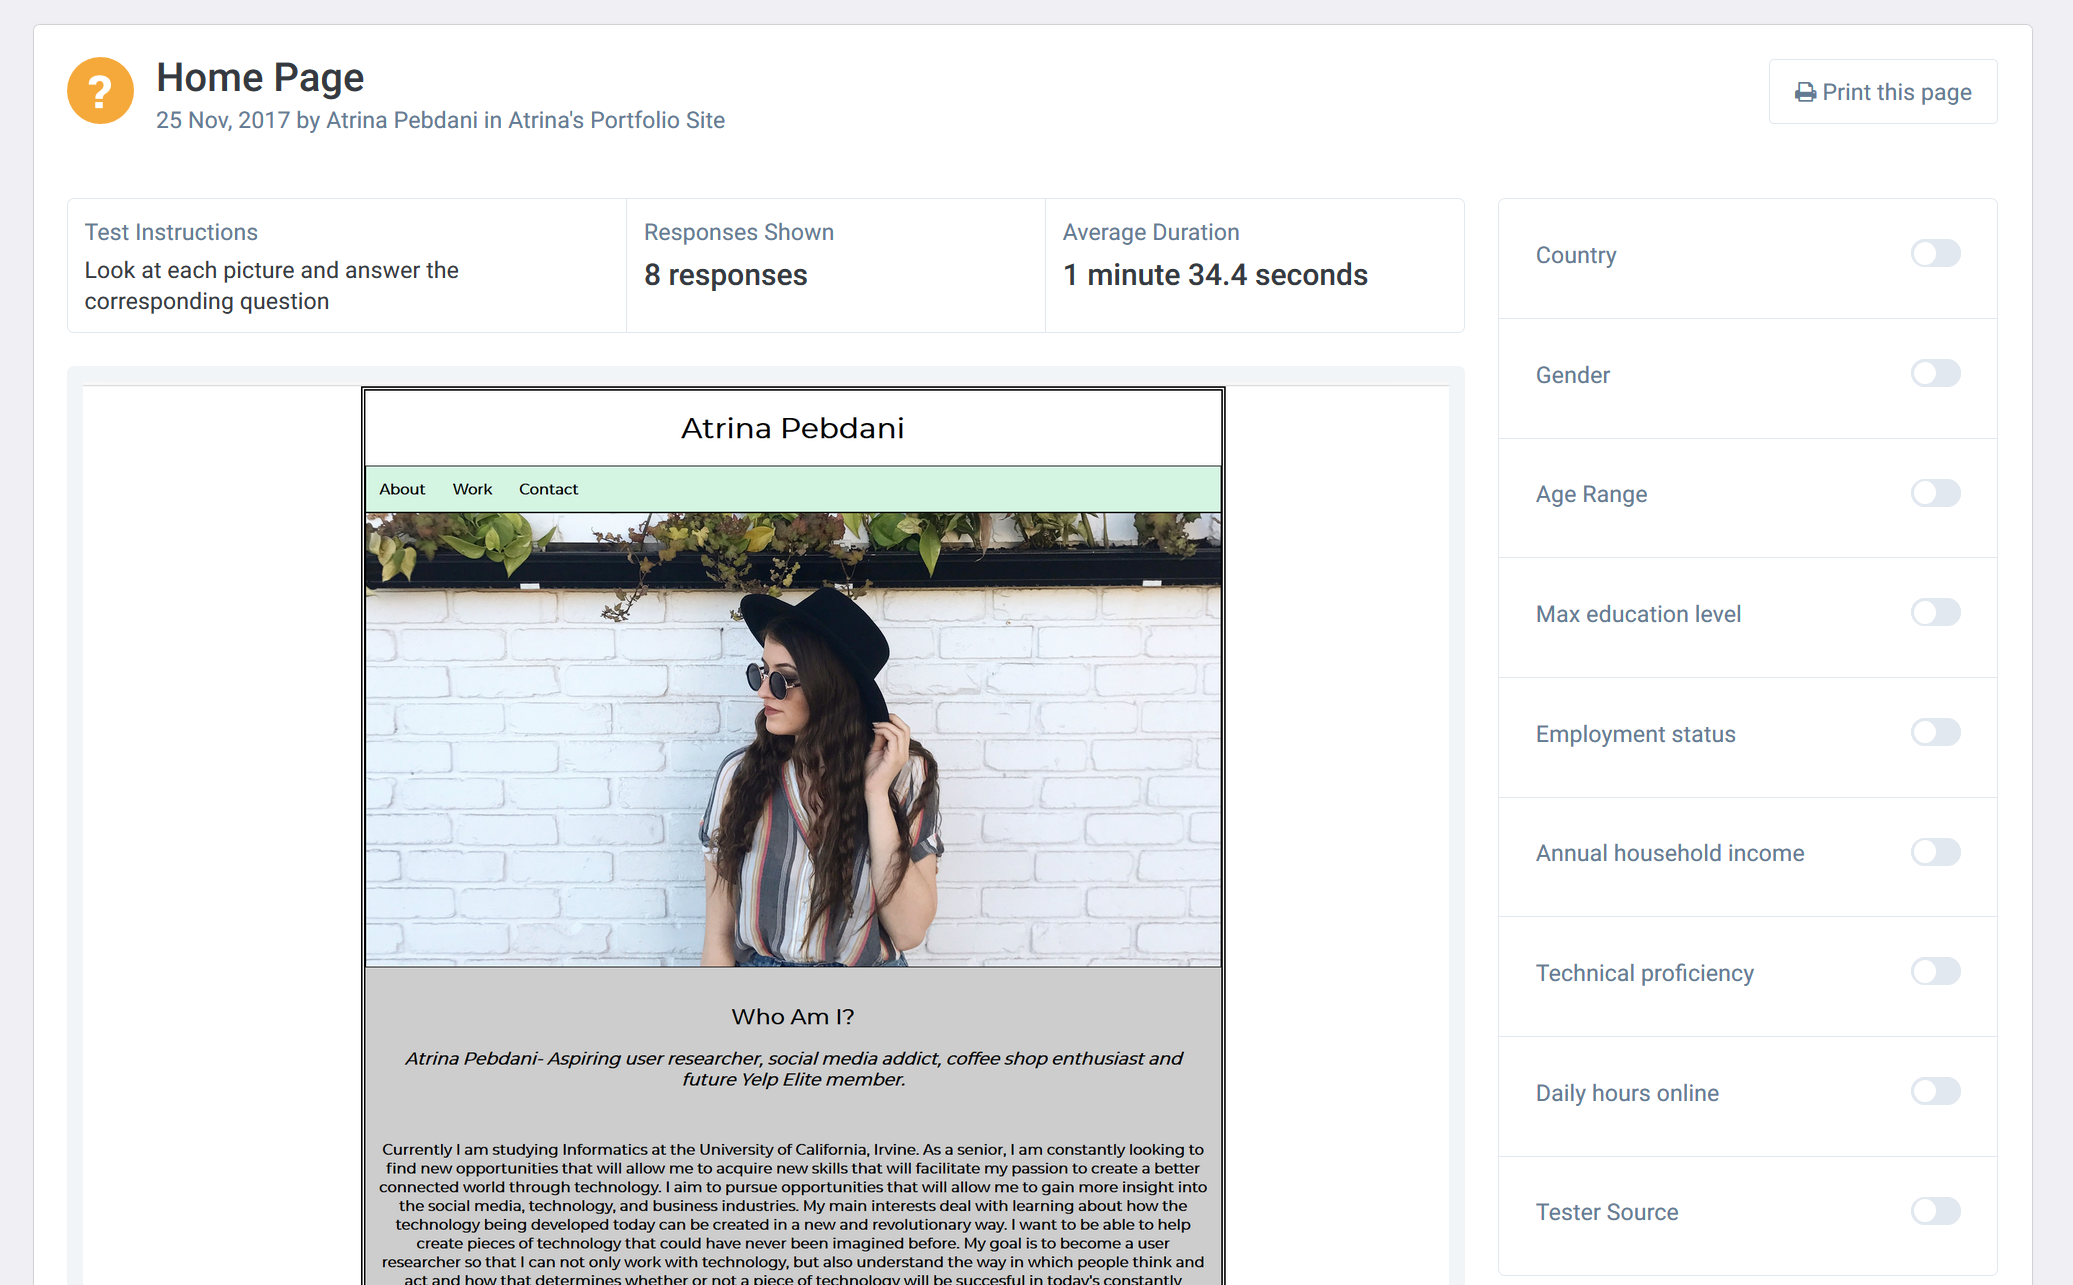 ?
Home Page
25 Nov, 2017 by Atrina Pebdani in Atrina's Portfolio Site
Print this page
Test Instructions
Look at each picture and answer the
corresponding question
Responses Shown
8 responses
Average Duration
1 minute 34.4 seconds
Atrina Pebdani
About Work Contact
Who Am I?
Atrina Pebdani- Aspiring user researcher, social media addict, coffee shop enthusiast and
future Yelp Elite member.
Currently I am studying Informatics at the University of California, Irvine. As a senior, I am constantly looking to
find new opportunities that will allow me to acquire new skills that will facilitate my passion to create a better
connected world through technology. I aim to pursue opportunities that will allow me to gain more insight into
the social media, technology, and business industries. My main interests deal with learning about how the
technology being developed today can be created in a new and revolutionary way. I want to be able to help
create pieces of technology that could have never been imagined before. My goal is to become a user
researcher so that I can not only work with technology, but also understand the way in which people think and
act and how that determines whether or not a piece of technology will be succesful in today's constantly
Country
Gender
Age Range
Max education level
Employment status
Annual household income
Technical proficiency
Daily hours online
Tester Source